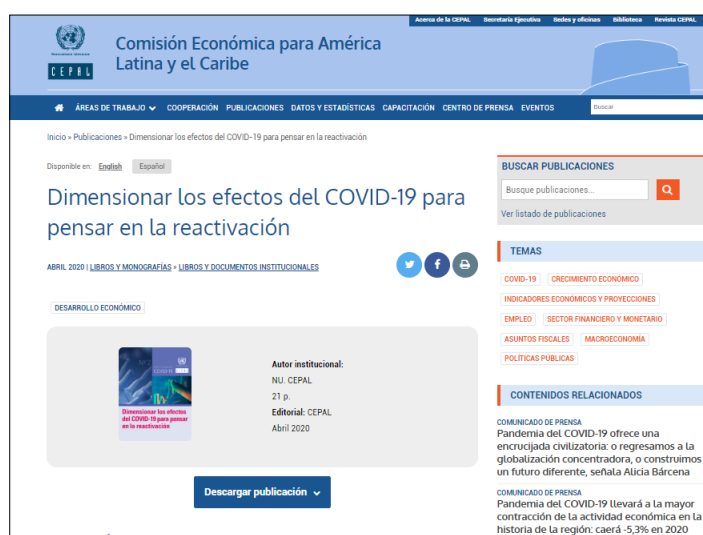 Acerca de la CEPAL Secretaría Ejecutiva Sedes y oficinas Biblioteca Revista CEPAL
Naciones Unidas
CEPAL
Comisión Económica para América
Latina y el Caribe
ÁREAS DE TRABAJO COOPERACIÓN PUBLICACIONES DATOS Y ESTADÍSTICAS CAPACITACIÓN CENTRO DE PRENSA EVENTOS
Buscar
Inicio » Publicaciones » Dimensionar los efectos del COVID-19 para pensar en la reactivación
Disponible en: English Español
Dimensionar los efectos del COVID-19 para
pensar en la reactivación
ABRIL 2020 | LIBROS Y MONOGRAFÍAS » LIBROS Y DOCUMENTOS INSTITUCIONALES
DESARROLLO ECONÓMICO
Nº 2
COVID-19
Dimensionar los efectos
del COVID-19 para pensar
en la reactivación
Autor institucional:
NU. CEPAL
21 p.
Editorial: CEPAL
Abril 2020
Descargar publicación
BUSCAR PUBLICACIONES
Busque publicaciones...
Ver listado de publicaciones
TEMAS
COVID-19 CRECIMIENTO ECONÓMICO
INDICADORES ECONÓMICOS Y PROYECCIONES
EMPLEO SECTOR FINANCIERO Y MONETARIO
ASUNTOS FISCALES MACROECONOMÍA
POLÍTICAS PÚBLICAS
CONTENIDOS RELACIONADOS
COMUNICADO DE PRENSA
Pandemia del COVID-19 ofrece una
encrucijada civilizatoria: o regresamos a la
globalización concentradora, o construimos
un futuro diferente, señala Alicia Bárcena
COMUNICADO DE PRENSA
Pandemia del COVID-19 llevará a la mayor
contracción de la actividad económica en la
historia de la región: caerá -5,3% en 2020